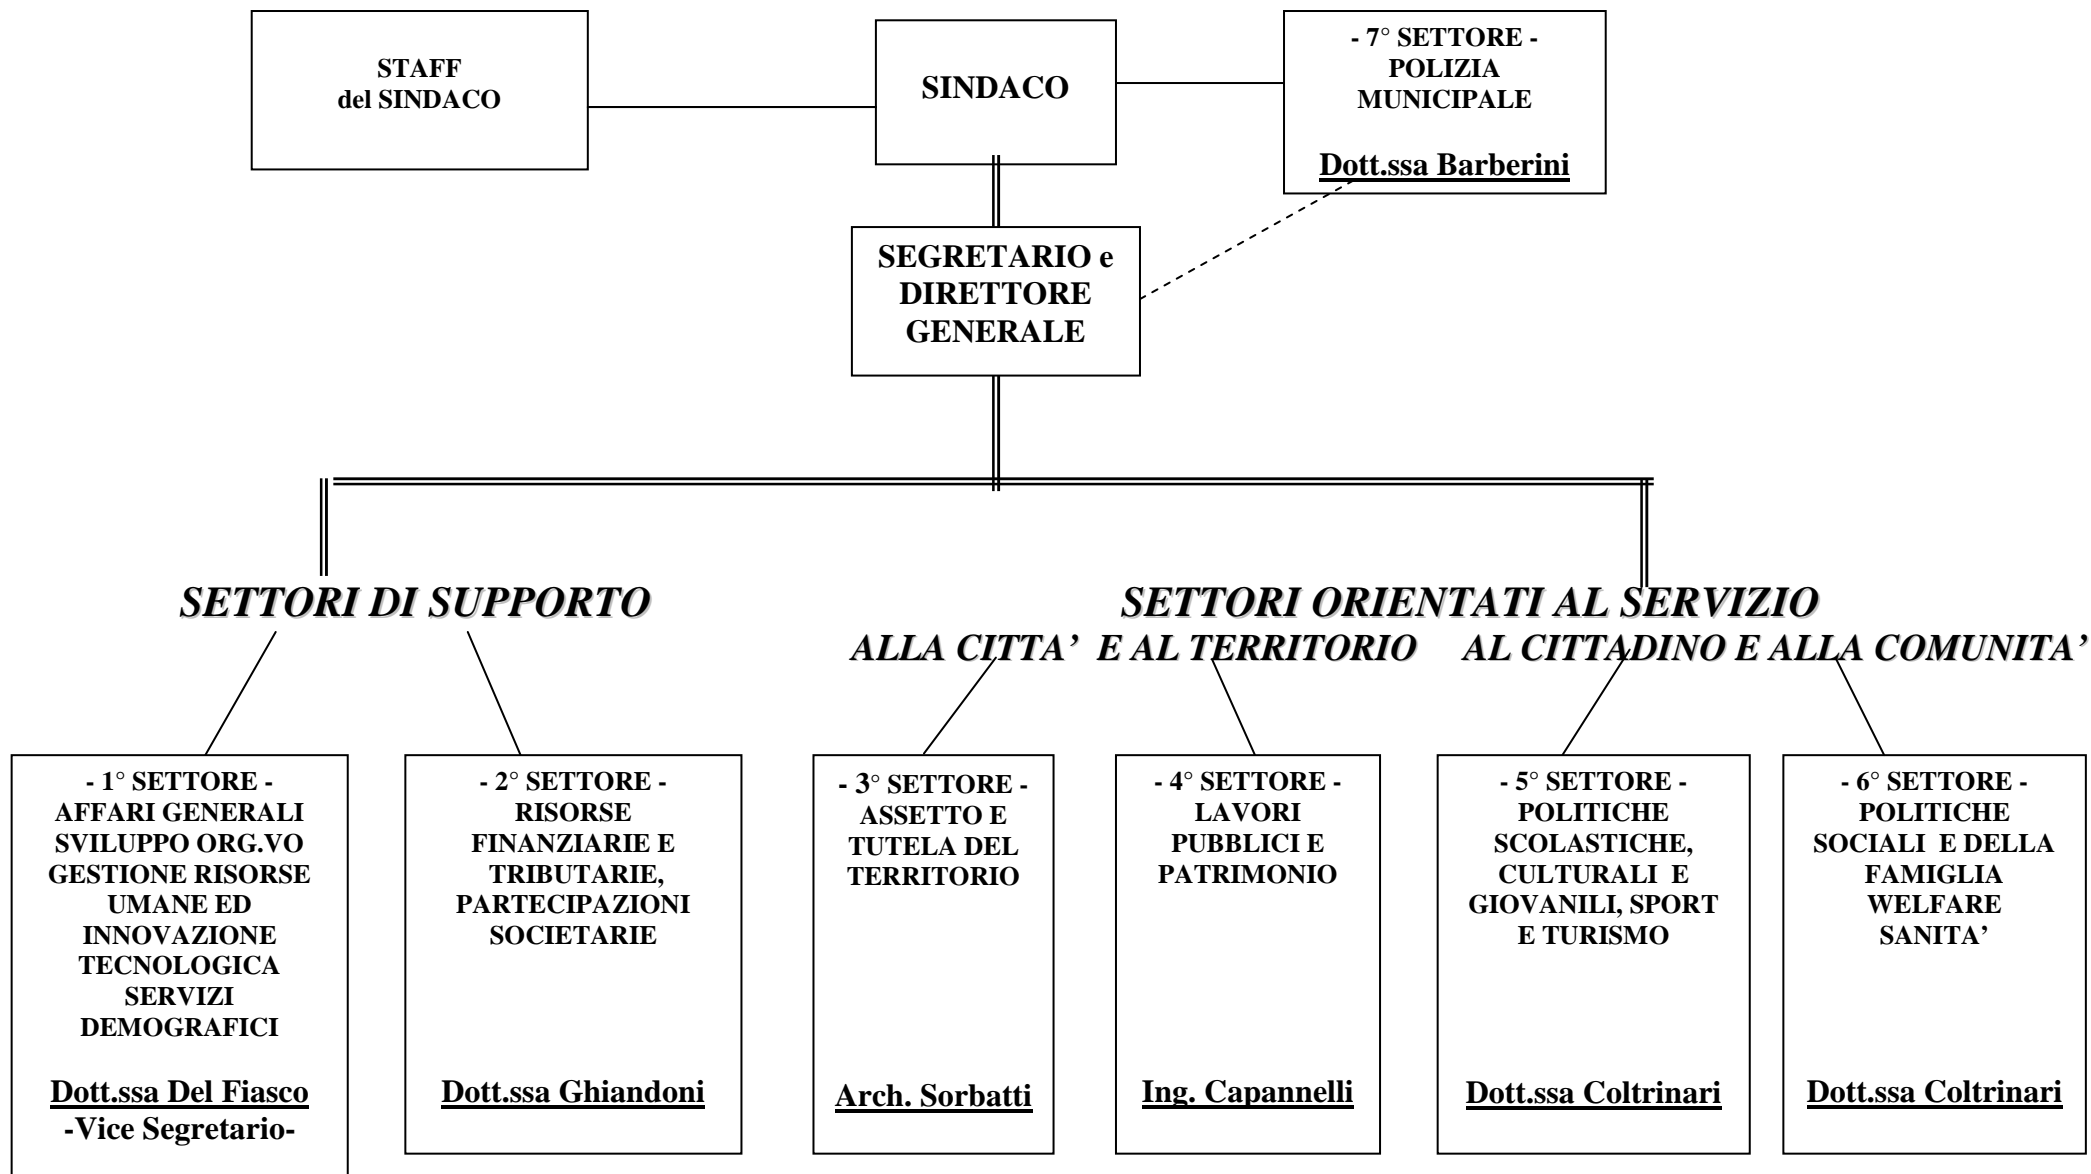 STAFF
del SINDACO
SINDACO
- 7° SETTORE -
POLIZIA
MUNICIPALE
Dott.ssa Barberini
SEGRETARIO e
DIRETTORE
GENERALE
SETTORI DI SUPPORTO
SETTORI ORIENTATI AL SERVIZIO
ALLA CITTA’ E AL TERRITORIO
AL CITTADINO E ALLA COMUNITA’
- 1° SETTORE -
AFFARI GENERALI
SVILUPPO ORG.VO
GESTIONE RISORSE
UMANE ED
INNOVAZIONE
TECNOLOGICA
SERVIZI
DEMOGRAFICI
Dott.ssa Del Fiasco
-Vice Segretario-
- 2° SETTORE -
RISORSE
FINANZIARIE E
TRIBUTARIE,
PARTECIPAZIONI
SOCIETARIE
Dott.ssa Ghiandoni
- 3° SETTORE -
ASSETTO E
TUTELA DEL
TERRITORIO
Arch. Sorbatti
- 4° SETTORE -
LAVORI
PUBBLICI E
PATRIMONIO
Ing. Capannelli
- 5° SETTORE -
POLITICHE
SCOLASTICHE,
CULTURALI E
GIOVANILI, SPORT
E TURISMO
Dott.ssa Coltrinari
- 6° SETTORE -
POLITICHE
SOCIALI E DELLA
FAMIGLIA
WELFARE
SANITA’
Dott.ssa Coltrinari